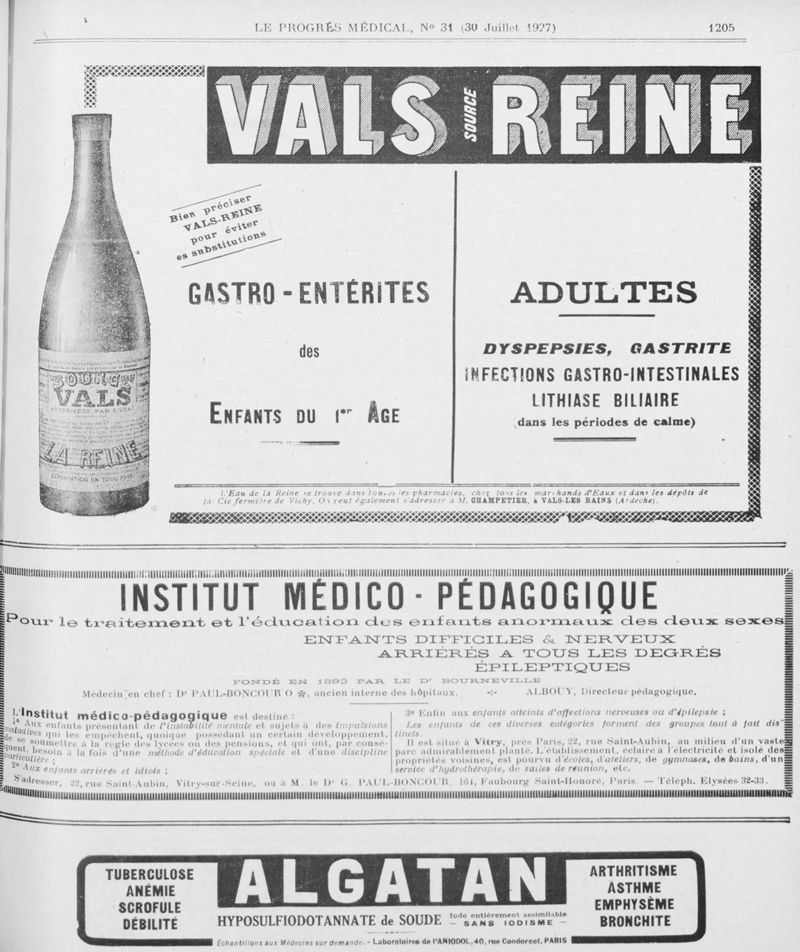 LE PROGRÈS MÉDICAL, No 31 (30 Juillet 1927)
1205
VALS SOURCE REINE
Bien préciser
VALS-REINE
pour éviter
es substitutions
GASTRO-ENTÉRITES
des
ENFANTS DU 1er AGE
ADULTES
DYSPEPSIES, GASTRITE
INFECTIONS GASTRO-INTESTINALES
LITHIASE BILIAIRE
(dans les périodes de calme)
SOURCE
VALS
AUTORISÉE PAR L'ÉTAT
LA REINE
EXPORTATION EN TOUS PAYS
L'Eau de la Reine se trouve dans toutes les pharmacies, chez tous les marchands d'Eaux et dans les dépôts de
la Cie fermière de Vichy. On peut également s'adresser à M. CHAMPETIER, à VALS-LES BAINS (Ardèche).
INSTITUT MÉDICO-PÉDAGOGIQUE
Pour le traitement et l'éducation des enfants anormaux des deux sexes
ENFANTS DIFFICILES & NERVEUX
ARRIÉRÉS A TOUS LES DEGRÉS
ÉPILEPTIQUES
FONDÉ EN 1892 PAR LE Dr BOURNEVILLE
Médecin en chef : Dr PAUL-BONCOUR O ✻, ancien interne des hôpitaux. -:- ALBOUY, Directeur pédagogique.
L'Institut médico-pédagogique est destiné :
1o Aux enfants présentant de l'instabilité mentale et sujets à des impulsions
maladives qui les empêchent, quoique possédant un certain développement,
de se soumettre à la règle des lycées ou des pensions, et qui ont, par consé-
quent, besoin à la fois d'une méthode d'éducation spéciale et d'une discipline
particulière ;
2o Aux enfants arriérés et idiots ;
3o Enfin aux enfants atteints d'affections nerveuses ou d'épilepsie ;
Les enfants de ces diverses catégories forment des groupes tout à fait dis-
tincts.
Il est situé à Vitry, près Paris, 22, rue Saint-Aubin, au milieu d'un vaste
parc admirablement planté. L'établissement, éclairé à l'électricité et isolé des
propriétés voisines, est pourvu d'écoles, d'ateliers, de gymnases, de bains, d'un
service d'hydrothérapie, de salles de réunion, etc.
S'adresser, 22, rue Saint-Aubin, Vitry-sur-Seine, ou à M. le Dr G. PAUL-BONCOUR, 164, Faubourg Saint-Honoré, Paris. — Téléph. Elysées 32-33.
TUBERCULOSE
ANÉMIE
SCROFULE
DÉBILITÉ
ALGATAN
HYPOSULFIODOTANNATE de SOUDE
Iode entièrement assimilable
— SANS IODISME —
Échantillons aux Médecins sur demande. - Laboratoires de l'ANIODOL, 40, rue Condorcet, PARIS
ARTHRITISME
ASTHME
EMPHYSÈME
BRONCHITE